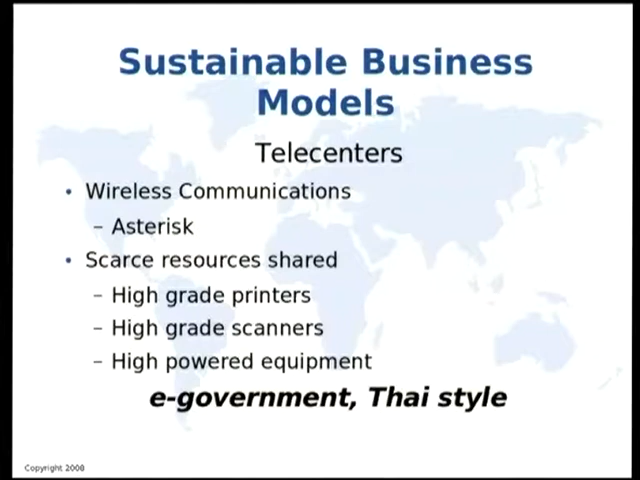 Sustainable Business
Models
Telecenters
• Wireless Communications
– Asterisk
• Scarce resources shared
– High grade printers
– High grade scanners
– High powered equipment
e-government, Thai style
Copyright 2008